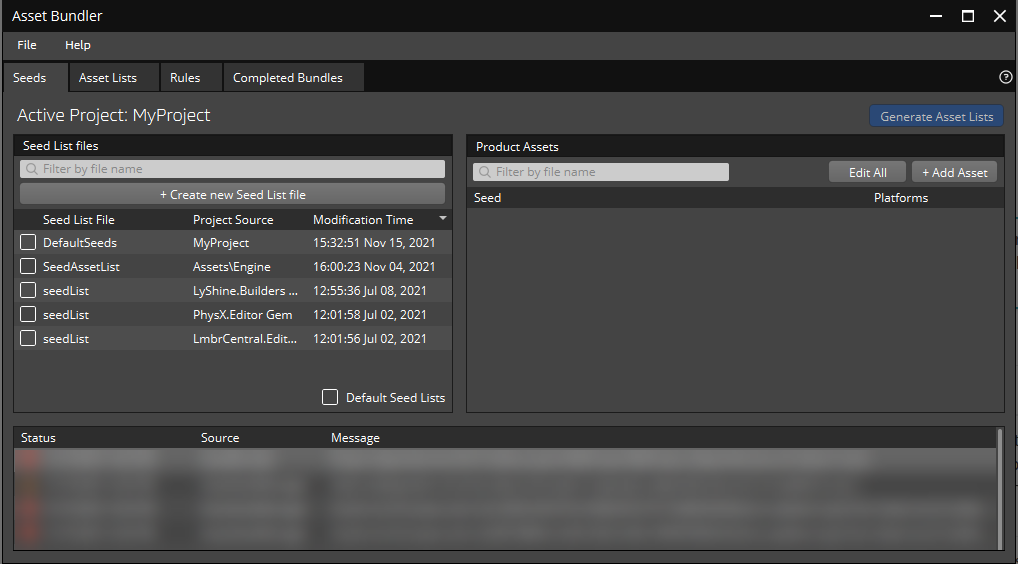 Asset Bundler
File Help
Seeds Asset Lists Rules Completed Bundles
Active Project: MyProject
Generate Asset Lists
Seed List files
Filter by file name
+ Create new Seed List file
Seed List File Project Source Modification Time
DefaultSeeds MyProject 15:32:51 Nov 15, 2021
SeedAssetList Assets\Engine 16:00:23 Nov 04, 2021
seedList LyShine.Builders ... 12:55:36 Jul 08, 2021
seedList PhysX.Editor Gem 12:01:58 Jul 02, 2021
seedList LmbrCentral.Edit... 12:01:56 Jul 02, 2021
Default Seed Lists
Product Assets
Filter by file name
Edit All
+ Add Asset
Seed Platforms
Status Source Message